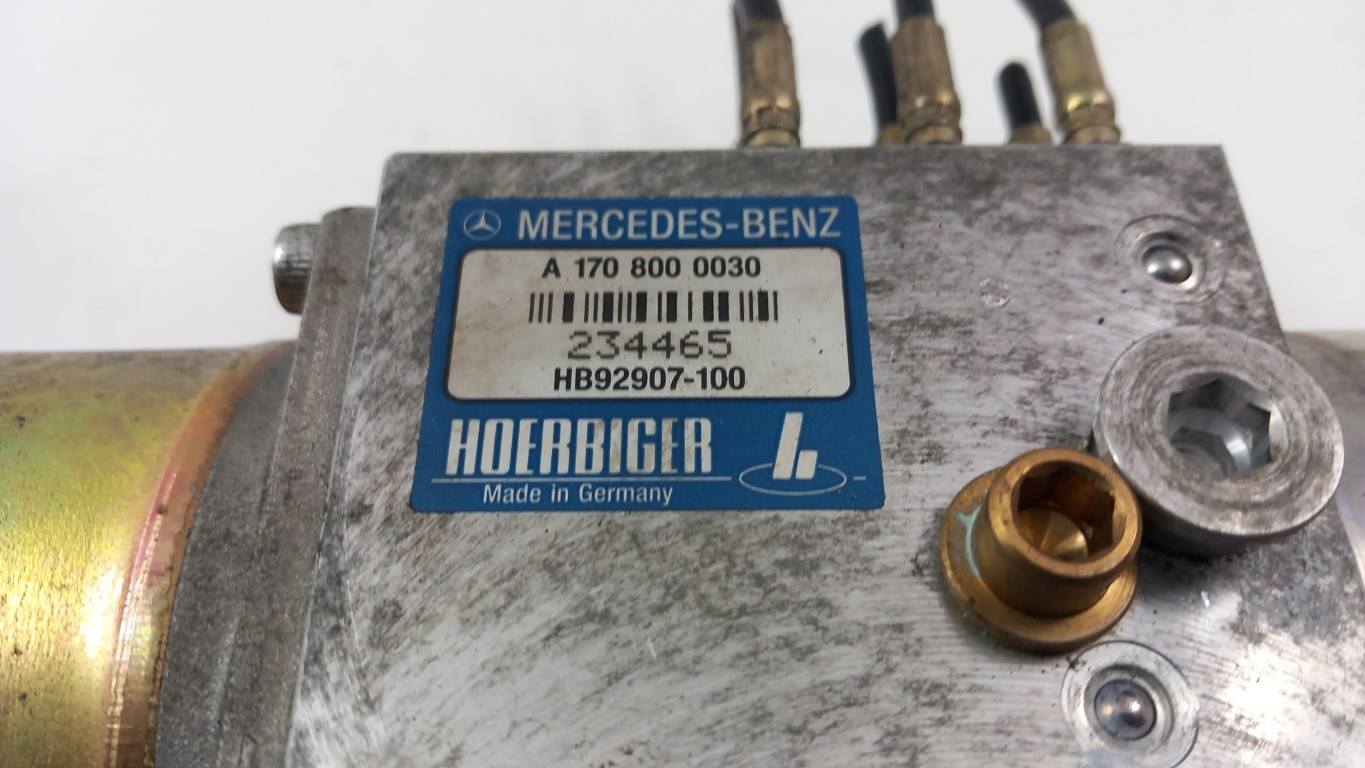 MERCEDES-BENZ
A 170 800 0030
234465
HB92907-100
HOERBIGER
Made in Germany